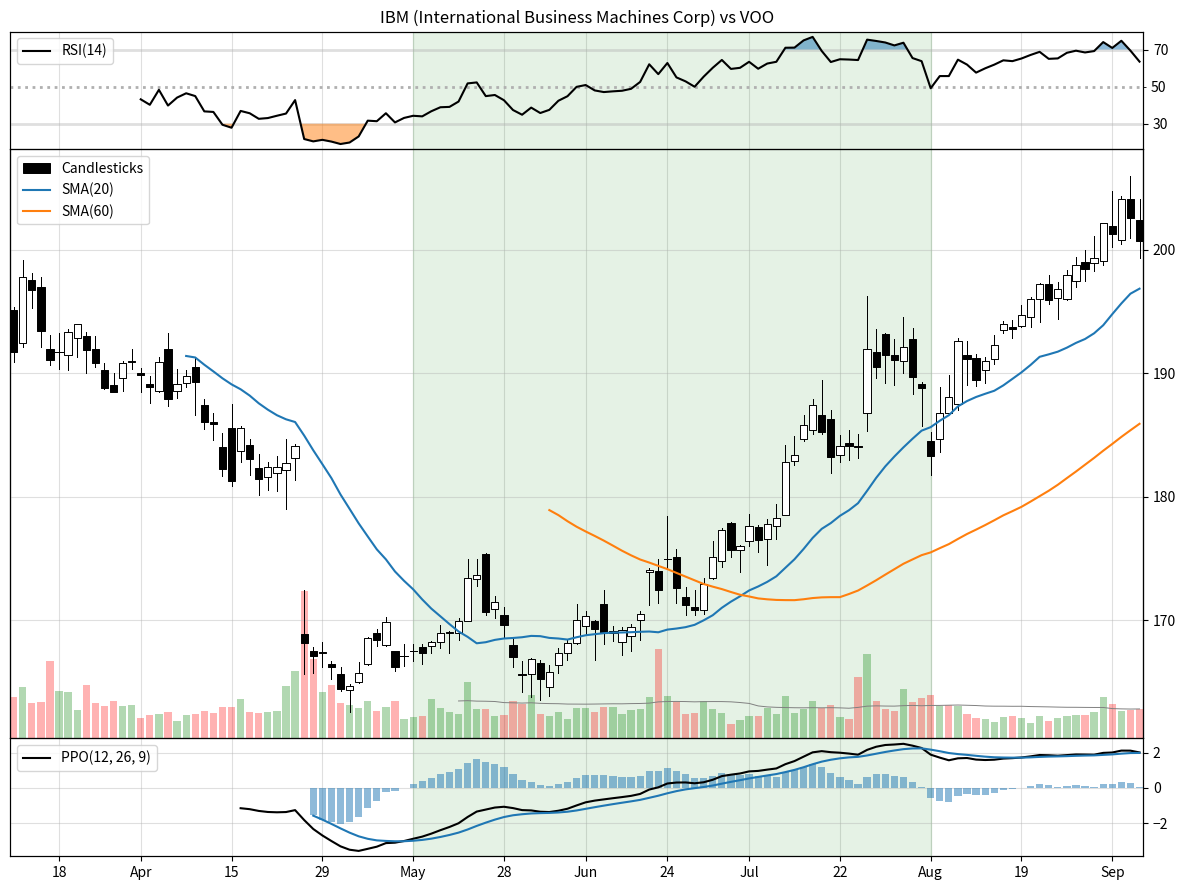 IBM (International Business Machines Corp) vs VOO
RSI(14)
70
50
30
Candlesticks
SMA(20)
SMA(60)
200
190
180
170
PPO(12, 26, 9)
2
0
−2
18 Apr 15 29 May 28 Jun 24 Jul 22 Aug 19 Sep